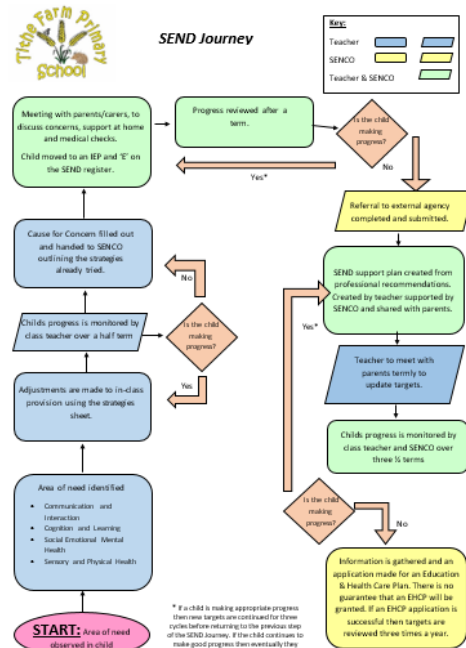 Tithe Farm Primary
School
SEND Journey
Key:
Teacher
SENCO
Teacher & SENCO
Meeting with parents/carers, to
discuss concerns, support at home
and medical checks.
Child moved to an IEP and 'E' on
the SEND register.
Progress reviewed after a
term.
Is the child
making
progress?
No
Yes*
Referral to external agency
completed and submitted.
Cause for Concern filled out
and handed to SENCO
outlining the strategies
already tried.
No
SEND support plan created from
professional recommendations.
Created by teacher supported by
SENCO and shared with parents.
Childs progress is monitored by
class teacher over a half term
Is the child
making
progress?
Yes
Yes*
Teacher to meet with
parents termly to
update targets.
Adjustments are made to in-class
provision using the strategies
sheet.
Childs progress is monitored by
class teacher and SENCO over
three ½ terms
Area of need identified
• Communication and
Interaction
• Cognition and Learning
• Social Emotional Mental
Health
• Sensory and Physical Health
Is the child
making
progress?
No
Information is gathered and an
application made for an Education
& Health Care Plan. There is no
guarantee that an EHCP will be
granted. If an EHCP application is
successful then targets are
reviewed three times a year.
START: Area of need
observed in child
* If a child is making appropriate progress
then new targets are continued for three
cycles before returning to the previous step
of the SEND Journey. If the child continues to
make good progress then eventually they